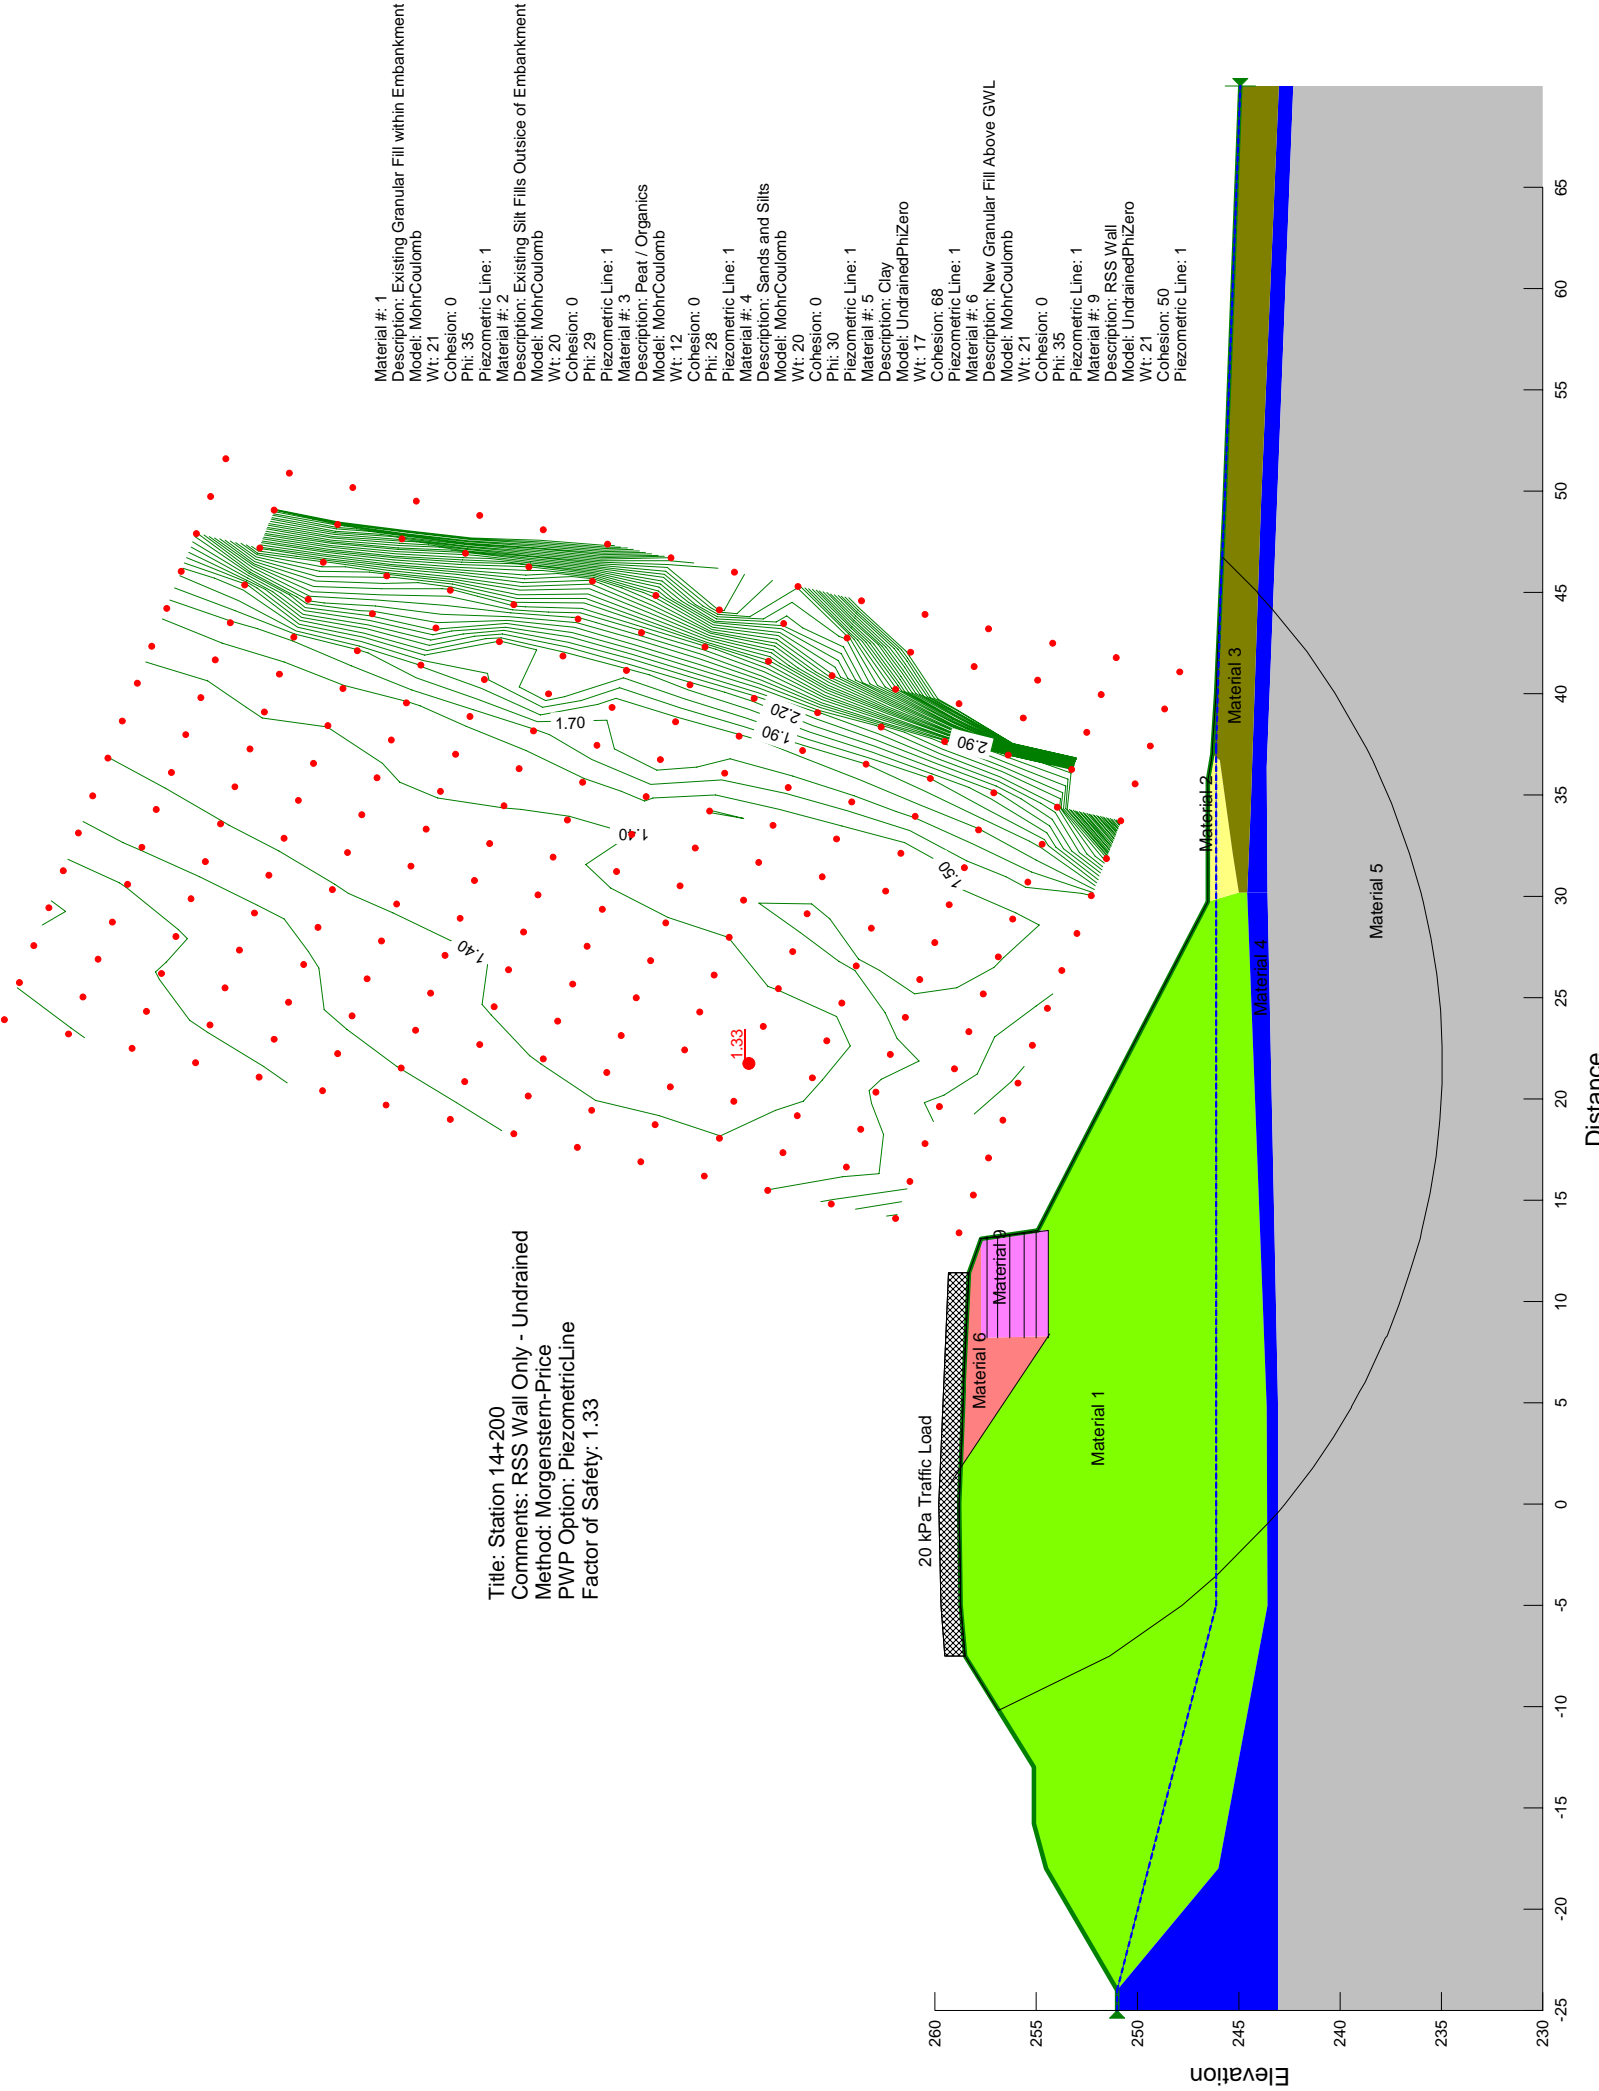 Title: Station 14+200
Comments: RSS Wall Only - Undrained
Method: Morgenstern-Price
PWP Option: PiezometricLine
Factor of Safety: 1.33
Material #: 1
Description: Existing Granular Fill within Embankment
Model: MohrCoulomb
Wt: 21
Cohesion: 0
Phi: 35
Piezometric Line: 1
Material #: 2
Description: Existing Silt Fills Outsice of Embankment
Model: MohrCoulomb
Wt: 20
Cohesion: 0
Phi: 29
Piezometric Line: 1
Material #: 3
Description: Peat / Organics
Model: MohrCoulomb
Wt: 12
Cohesion: 0
Phi: 28
Piezometric Line: 1
Material #: 4
Description: Sands and Silts
Model: MohrCoulomb
Wt: 20
Cohesion: 0
Phi: 30
Piezometric Line: 1
Material #: 5
Description: Clay
Model: UndrainedPhiZero
Wt: 17
Cohesion: 68
Piezometric Line: 1
Material #: 6
Description: New Granular Fill Above GWL
Model: MohrCoulomb
Wt: 21
Cohesion: 0
Phi: 35
Piezometric Line: 1
Material #: 9
Description: RSS Wall
Model: UndrainedPhiZero
Wt: 21
Cohesion: 50
Piezometric Line: 1
1.40
1.33
1.40
1.70
1.50
1.90
2.20
2.90
20 kPa Traffic Load
Material 6
Material 9
Material 1
Material 2
Material 3
Material 4
Material 5
Elevation
260
255
250
245
240
235
230
-25
-20
-15
-10
-5
0
5
10
15
20
25
30
35
40
45
50
55
60
65
Distance